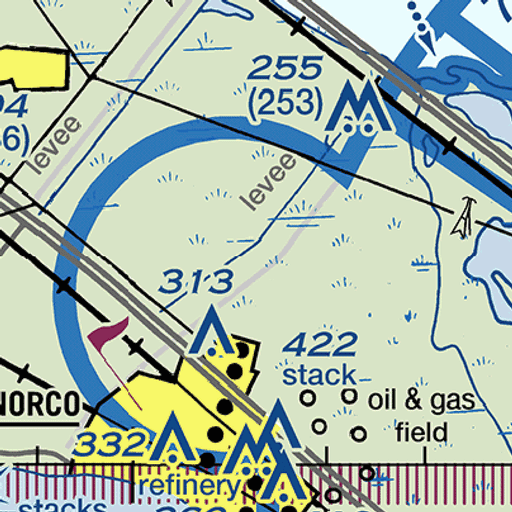 255
(253)
levee
levee
313
422
stack
oil & gas
field
NORCO
332
refinery
stacks